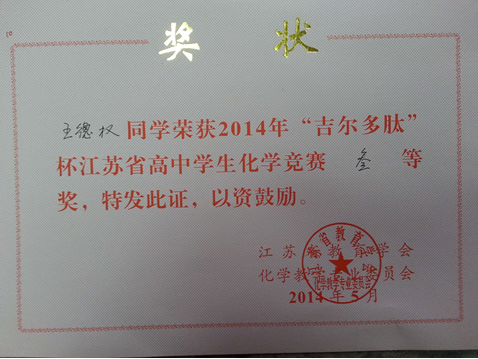 奖状
王德权同学荣获2014年“吉尔多肽”
杯江苏省高中学生化学竞赛 叁 等
奖，特发此证，以资鼓励。
江苏省教育学会
化学教学专业委员会
2014年5月